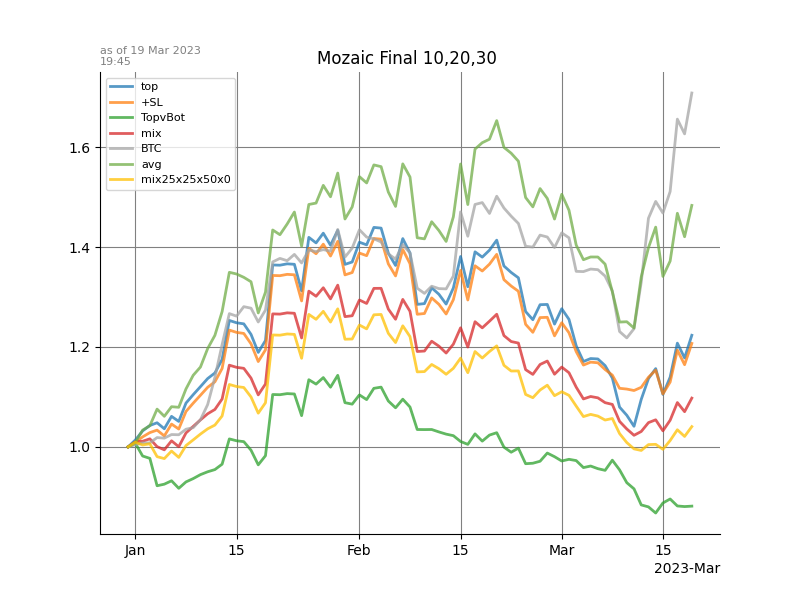 as of 19 Mar 2023
19:45
Mozaic Final 10,20,30
top
+SL
TopvBot
mix
BTC
avg
mix25x25x50x0
1.6
1.4
1.2
1.0
Jan 15 Feb 15 Mar 15
2023-Mar